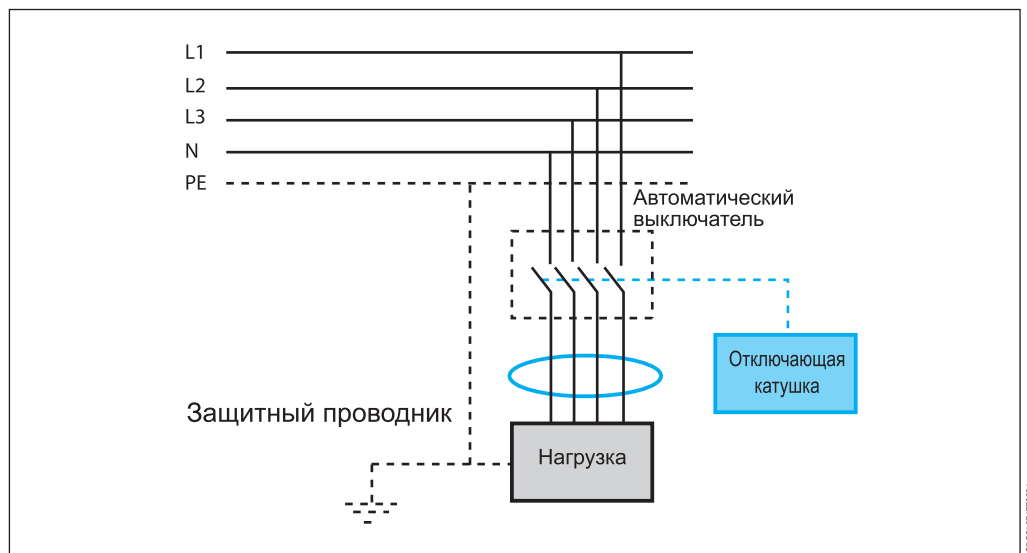 L1
L2
L3
N
PE
Автоматический
выключатель
Отключающая
катушка
Защитный проводник
Нагрузка